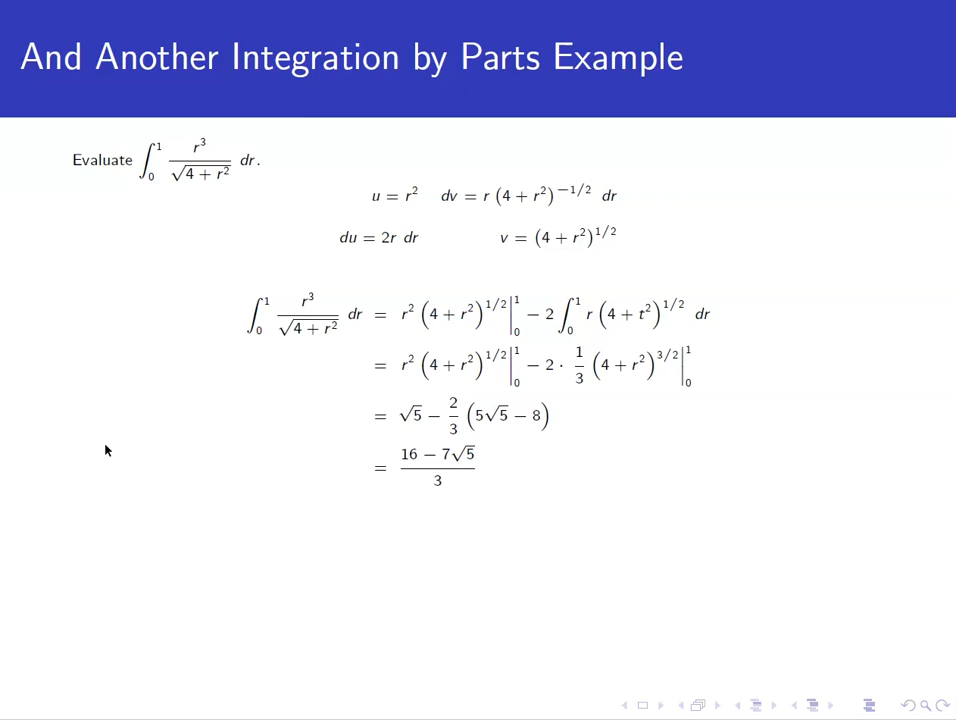 And Another Integration by Parts Example
Evaluate ∫₀¹ r³/√(4 + r²) dr.
u = r²   dv = r (4 + r²)^{−1/2} dr
du = 2r dr   v = (4 + r²)^{1/2}
∫₀¹ r³/√(4 + r²) dr = r² (4 + r²)^{1/2} |₀¹ − 2 ∫₀¹ r (4 + t²)^{1/2} dr
= r² (4 + r²)^{1/2} |₀¹ − 2 · 1/3 (4 + r²)^{3/2} |₀¹
= √5 − 2/3 (5√5 − 8)
= (16 − 7√5)/3